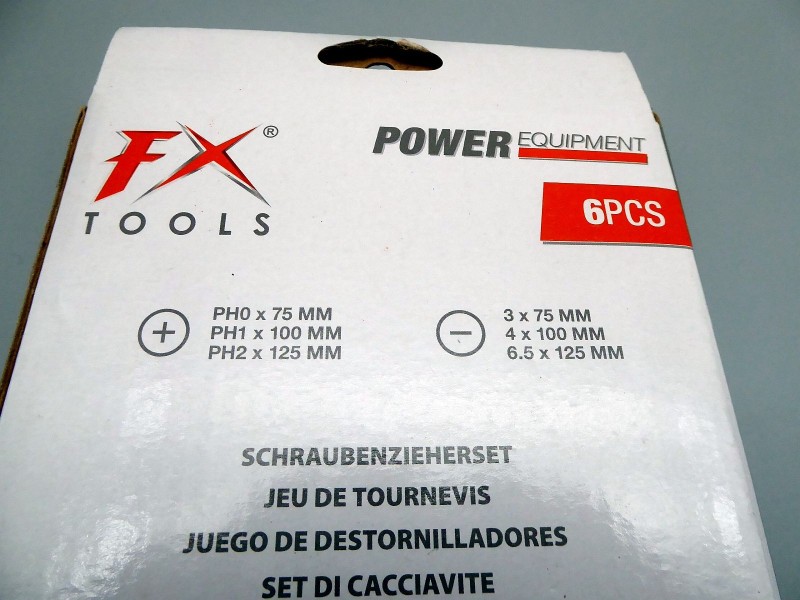 FX®
TOOLS
POWER EQUIPMENT
6PCS
PH0 x 75 MM
PH1 x 100 MM
PH2 x 125 MM
3 x 75 MM
4 x 100 MM
6.5 x 125 MM
SCHRAUBENZIEHERSET
JEU DE TOURNEVIS
JUEGO DE DESTORNILLADORES
SET DI CACCIAVITE